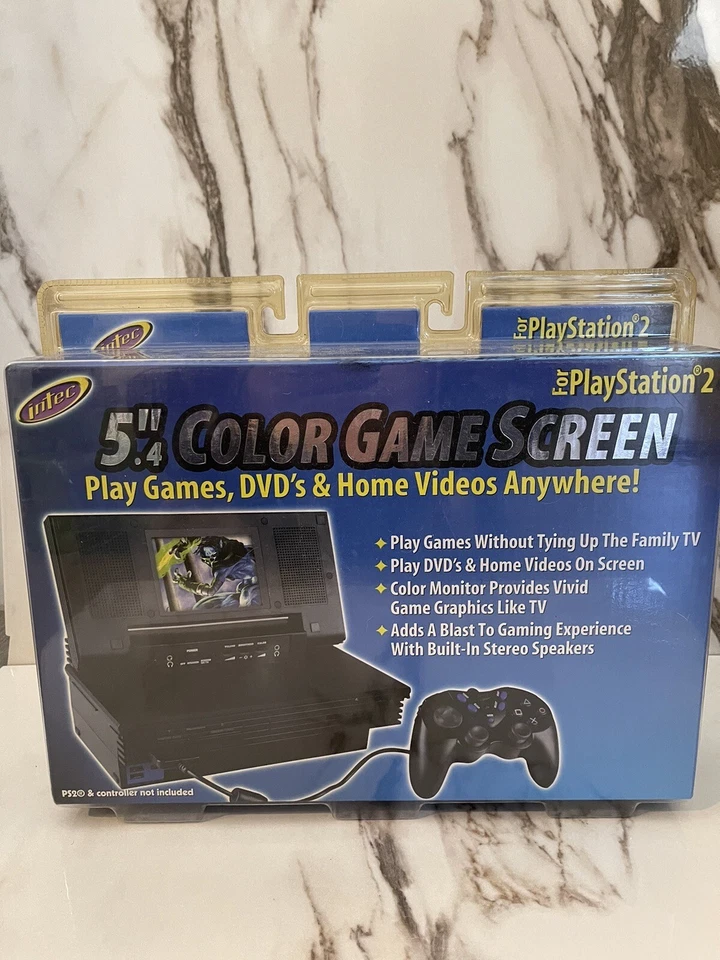 intec
For PlayStation®2
intec
For PlayStation®2
5.4" COLOR GAME SCREEN
Play Games, DVD's & Home Videos Anywhere!
✦ Play Games Without Tying Up The Family TV
✦ Play DVD's & Home Videos On Screen
✦ Color Monitor Provides Vivid
Game Graphics Like TV
✦ Adds A Blast To Gaming Experience
With Built-In Stereo Speakers
PS2® & controller not included